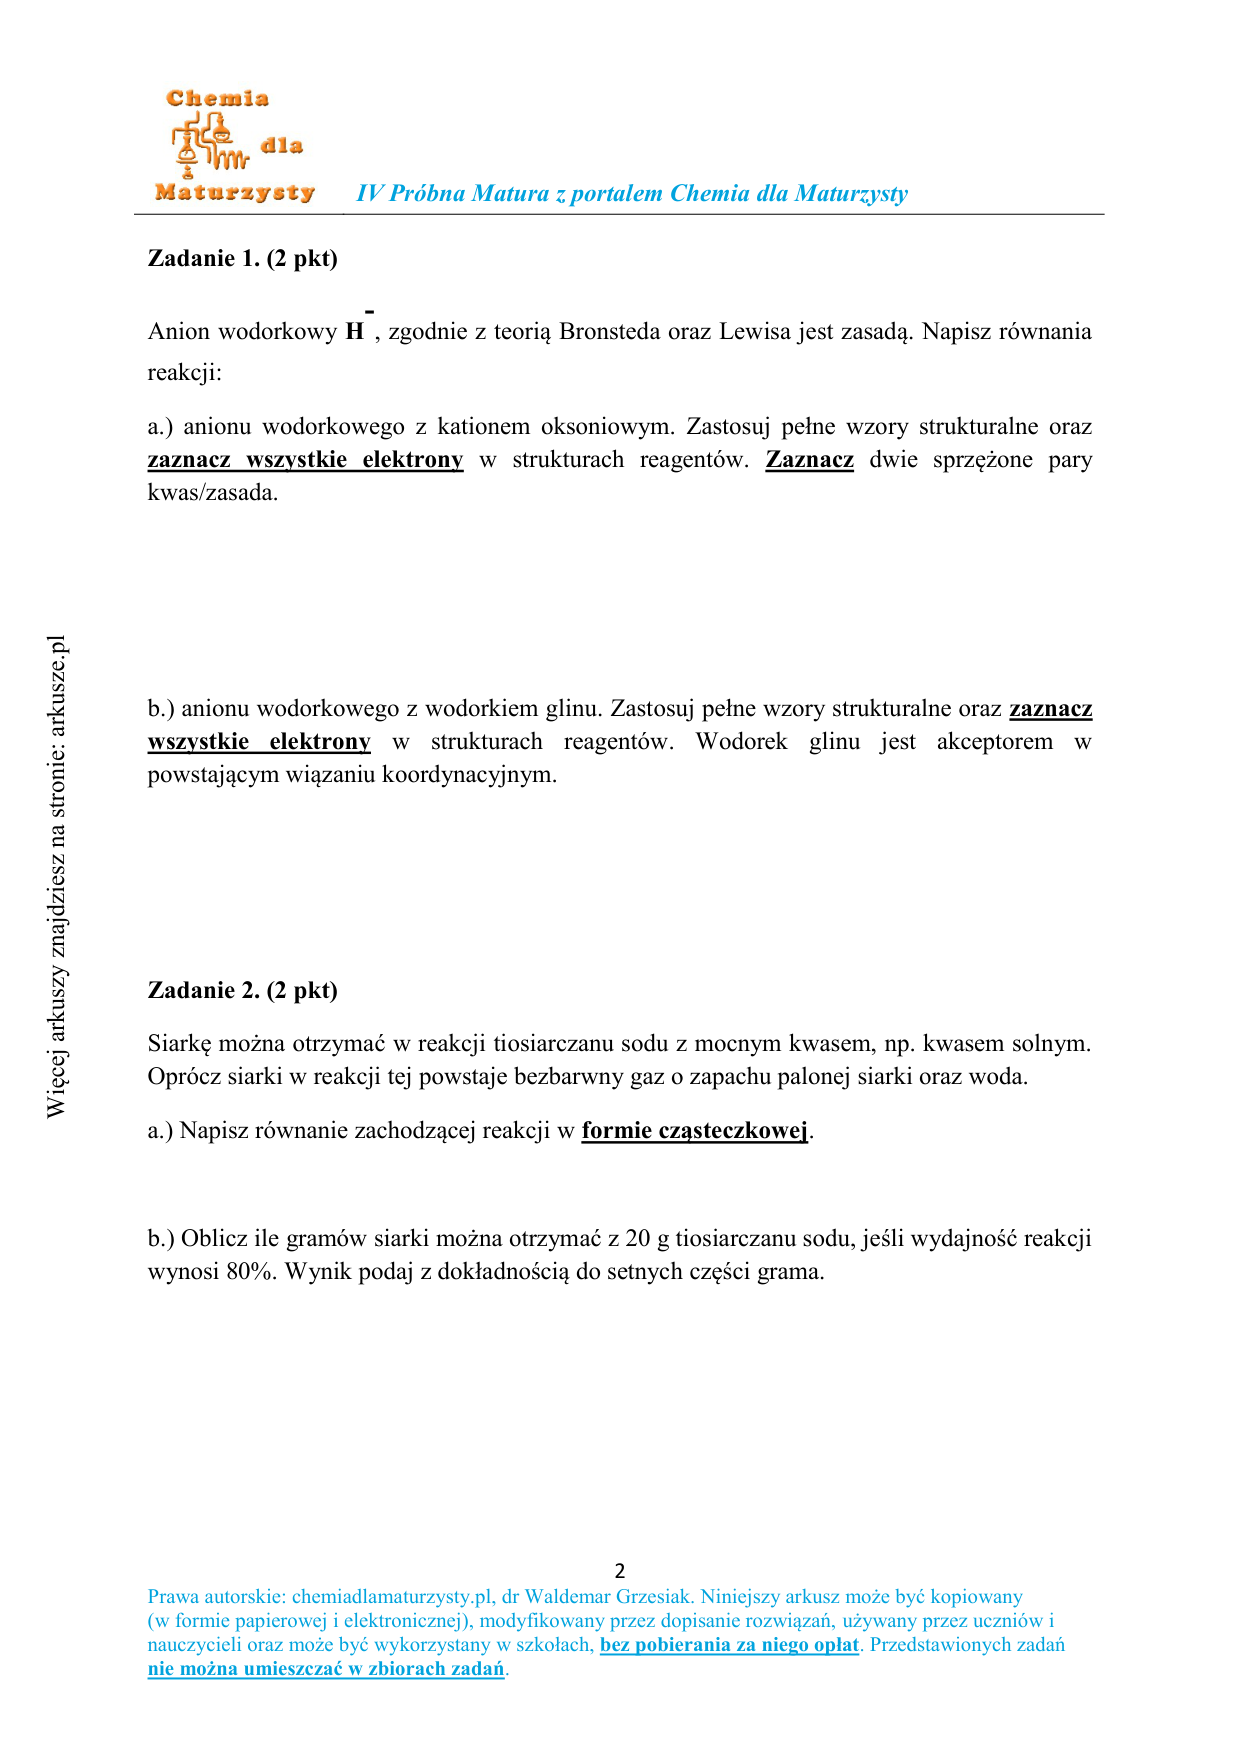 Chemia
dla
Maturzysty
IV Próbna Matura z portalem Chemia dla Maturzysty
Zadanie 1. (2 pkt)
Anion wodorkowy H⁻, zgodnie z teorią Bronsteda oraz Lewisa jest zasadą. Napisz równania
reakcji:
a.) anionu wodorkowego z kationem oksoniowym. Zastosuj pełne wzory strukturalne oraz
zaznacz wszystkie elektrony w strukturach reagentów. Zaznacz dwie sprzężone pary
kwas/zasada.
b.) anionu wodorkowego z wodorkiem glinu. Zastosuj pełne wzory strukturalne oraz zaznacz
wszystkie elektrony w strukturach reagentów. Wodorek glinu jest akceptorem w
powstającym wiązaniu koordynacyjnym.
Zadanie 2. (2 pkt)
Siarkę można otrzymać w reakcji tiosiarczanu sodu z mocnym kwasem, np. kwasem solnym.
Oprócz siarki w reakcji tej powstaje bezbarwny gaz o zapachu palonej siarki oraz woda.
a.) Napisz równanie zachodzącej reakcji w formie cząsteczkowej.
b.) Oblicz ile gramów siarki można otrzymać z 20 g tiosiarczanu sodu, jeśli wydajność reakcji
wynosi 80%. Wynik podaj z dokładnością do setnych części grama.
Więcej arkuszy znajdziesz na stronie: arkusze.pl
2
Prawa autorskie: chemiadlamaturzysty.pl, dr Waldemar Grzesiak. Niniejszy arkusz może być kopiowany
(w formie papierowej i elektronicznej), modyfikowany przez dopisanie rozwiązań, używany przez uczniów i
nauczycieli oraz może być wykorzystany w szkołach, bez pobierania za niego opłat. Przedstawionych zadań
nie można umieszczać w zbiorach zadań.